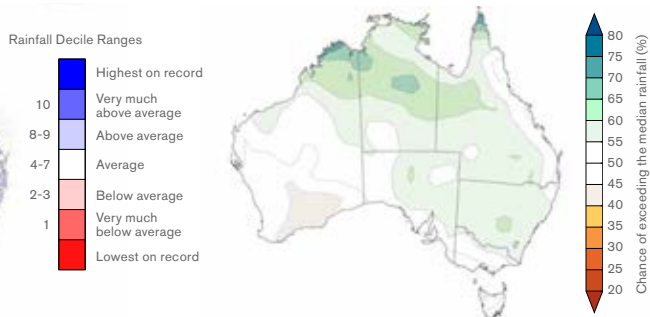 Rainfall Decile Ranges
Highest on record
10
Very much
above average
8-9
Above average
4-7
Average
2-3
Below average
1
Very much
below average
Lowest on record
80
75
70
65
60
55
50
45
40
35
30
25
20
Chance of exceeding the median rainfall (%)